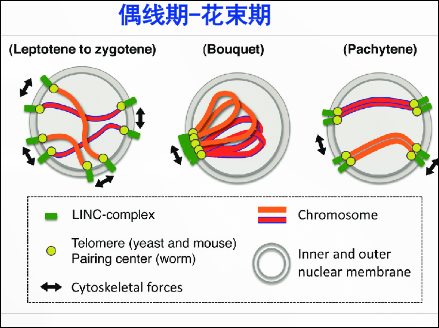 偶线期-花束期
(Leptotene to zygotene)
(Bouquet)
(Pachytene)
LINC-complex
Chromosome
Telomere (yeast and mouse)
Pairing center (worm)
Inner and outer
nuclear membrane
Cytoskeletal forces